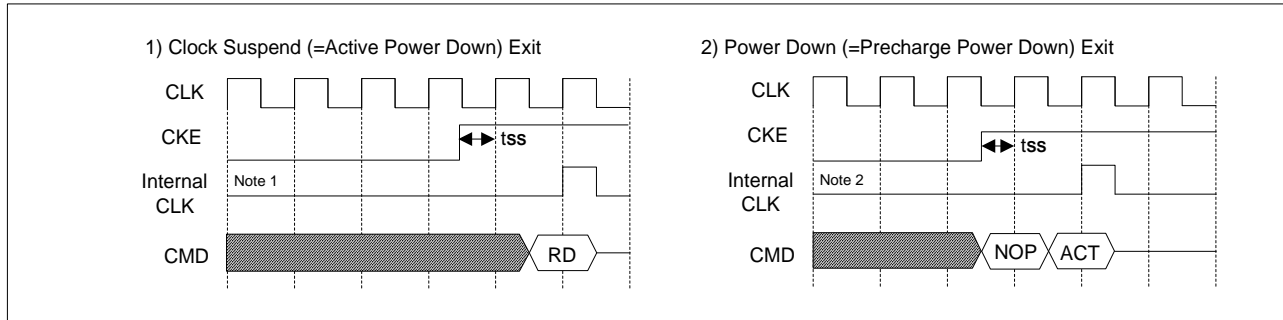 1) Clock Suspend (=Active Power Down) Exit
CLK
CKE
tss
Internal
CLK
Note 1
CMD
RD
2) Power Down (=Precharge Power Down) Exit
CLK
CKE
tss
Internal
CLK
Note 2
CMD
NOP
ACT